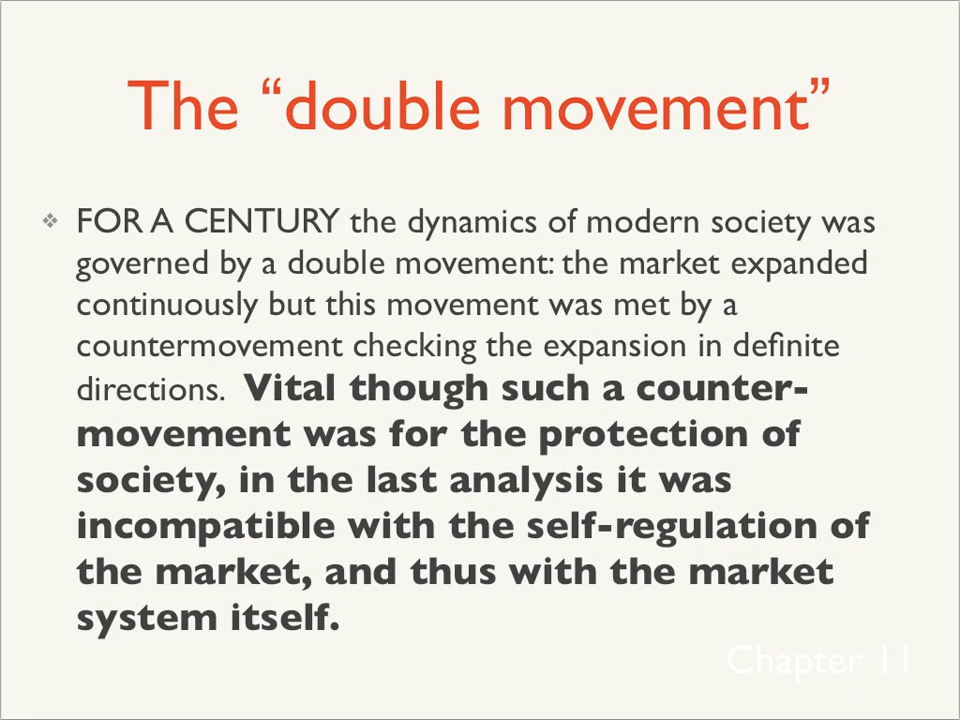 The “double movement”
FOR A CENTURY the dynamics of modern society was
governed by a double movement: the market expanded
continuously but this movement was met by a
countermovement checking the expansion in definite
directions. Vital though such a counter-
movement was for the protection of
society, in the last analysis it was
incompatible with the self-regulation of
the market, and thus with the market
system itself.
Chapter 11